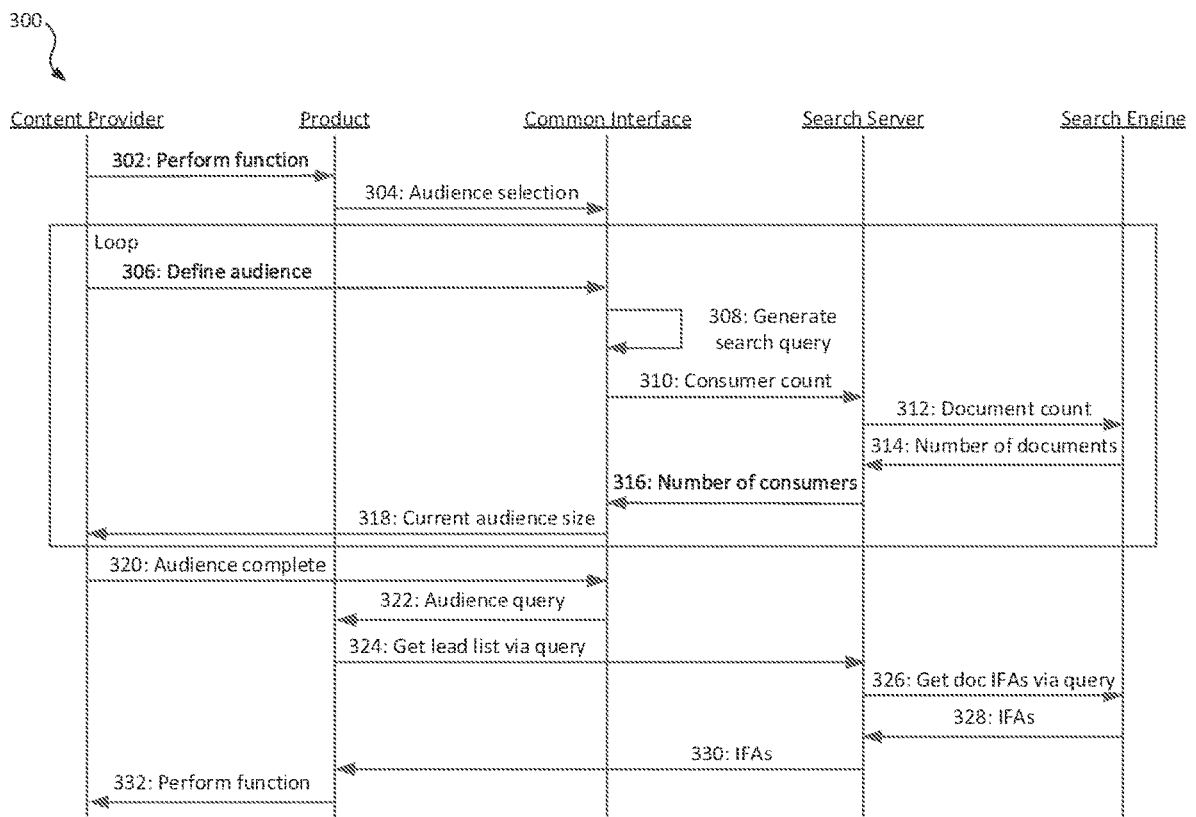 300
Content Provider
Product
Common Interface
Search Server
Search Engine
302: Perform function
304: Audience selection
Loop
306: Define audience
308: Generate
search query
310: Consumer count
312: Document count
314: Number of documents
316: Number of consumers
318: Current audience size
320: Audience complete
322: Audience query
324: Get lead list via query
326: Get doc IFAs via query
328: IFAs
330: IFAs
332: Perform function